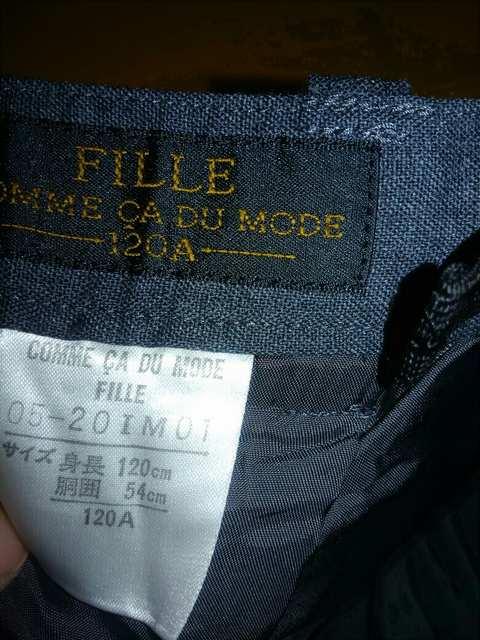 FILLE
OMME ÇA DU MODE
120A
COMME ÇA DU MODE
FILLE
05-20IM01
サイズ 身長 120cm
胴囲 54cm
120A